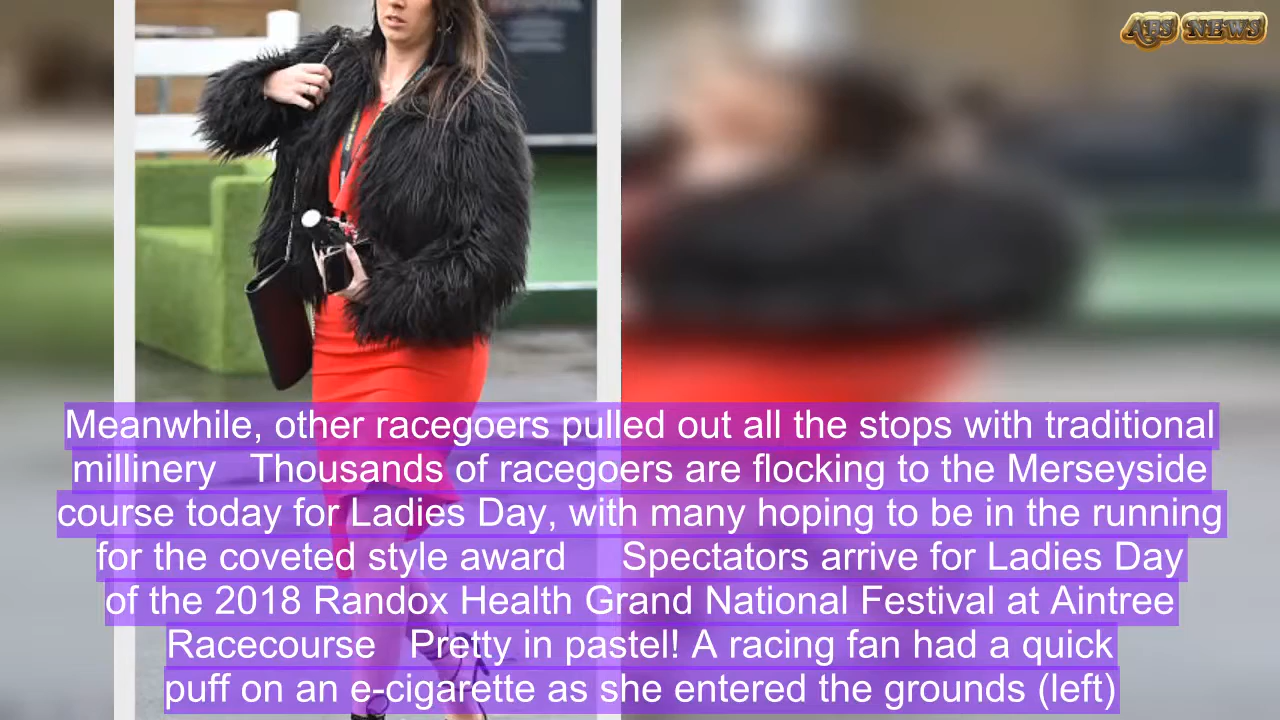 AFS NEWS
Meanwhile, other racegoers pulled out all the stops with traditional
millinery Thousands of racegoers are flocking to the Merseyside
course today for Ladies Day, with many hoping to be in the running
for the coveted style award Spectators arrive for Ladies Day
of the 2018 Randox Health Grand National Festival at Aintree
Racecourse Pretty in pastel! A racing fan had a quick
puff on an e-cigarette as she entered the grounds (left)